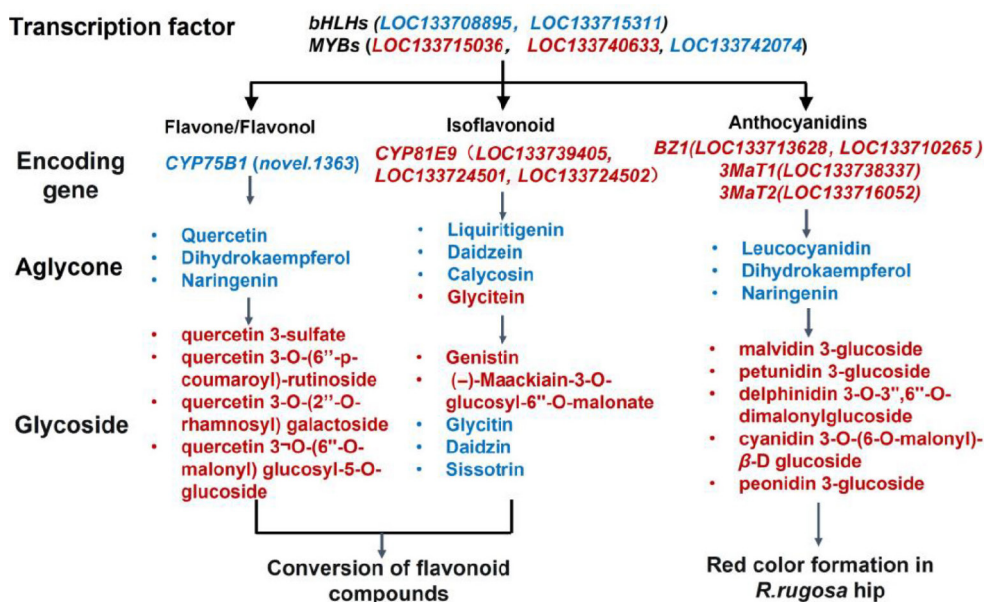 Transcription factor
bHLHs (LOC133708895, LOC133715311)
MYBs (LOC133715036, LOC133740633, LOC133742074)
Flavone/Flavonol
Isoflavonoid
Anthocyanidins
Encoding
gene
CYP75B1 (novel.1363)
CYP81E9（LOC133739405,
LOC133724501, LOC133724502）
BZ1(LOC133713628, LOC133710265)
3MaT1(LOC133738337)
3MaT2(LOC133716052)
Aglycone
• Quercetin
• Dihydrokaempferol
• Naringenin
• Liquiritigenin
• Daidzein
• Calycosin
• Glycitein
• Leucocyanidin
• Dihydrokaempferol
• Naringenin
Glycoside
• quercetin 3-sulfate
• quercetin 3-O-(6''-p-
coumaroyl)-rutinoside
• quercetin 3-O-(2''-O-
rhamnosyl) galactoside
• quercetin 3¬O-(6"-O-
malonyl) glucosyl-5-O-
glucoside
• Genistin
• (−)-Maackiain-3-O-
glucosyl-6"-O-malonate
• Glycitin
• Daidzin
• Sissotrin
• malvidin 3-glucoside
• petunidin 3-glucoside
• delphinidin 3-O-3",6"-O-
dimalonylglucoside
• cyanidin 3-O-(6-O-malonyl)-
β-D glucoside
• peonidin 3-glucoside
Conversion of flavonoid
compounds
Red color formation in
R.rugosa hip